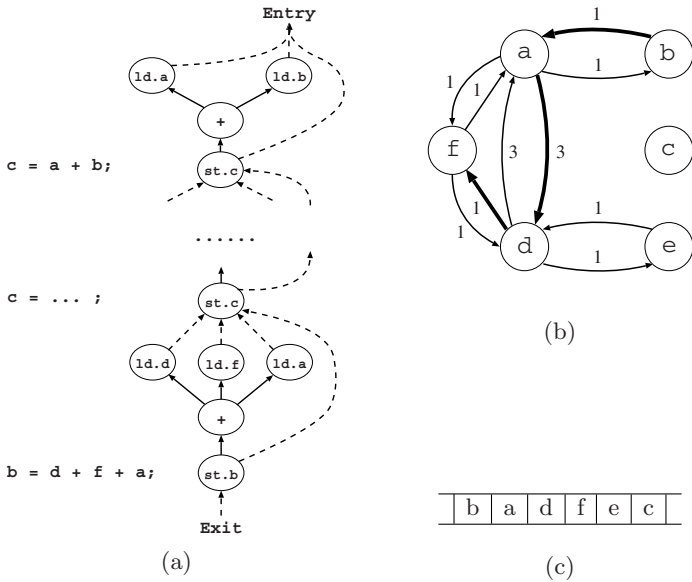 Entry
ld.a
ld.b
+
c = a + b;
st.c
......
c = ... ;
st.c
ld.d
ld.f
ld.a
+
b = d + f + a;
st.b
Exit
(a)
1
a
b
1
1
1
f
c
3
3
1
1
1
d
e
1
(b)
b a d f e c
(c)